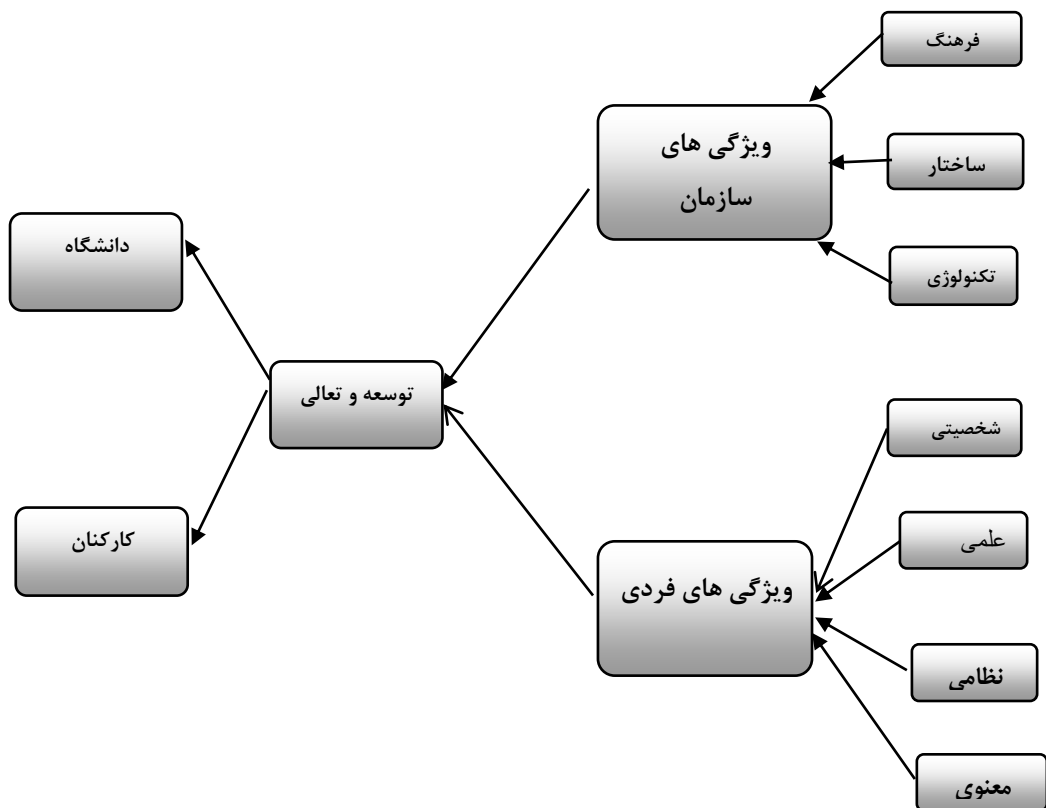 فرهنگ
ویژگی های
سازمان
ساختار
تکنولوژی
دانشگاه
توسعه و تعالی
شخصیتی
علمی
کارکنان
ویژگی های فردی
نظامی
معنوی